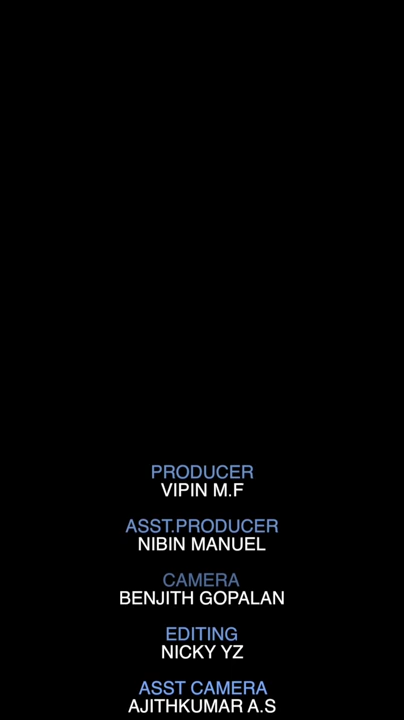 PRODUCER
VIPIN M.F
ASST.PRODUCER
NIBIN MANUEL
CAMERA
BENJITH GOPALAN
EDITING
NICKY YZ
ASST CAMERA
AJITHKUMAR A.S